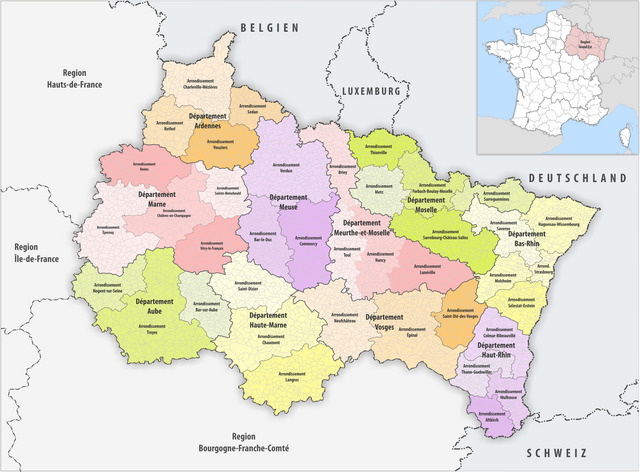 BELGIEN
LUXEMBURG
DEUTSCHLAND
SCHWEIZ
Region
Hauts-de-France
Region
Île-de-France
Region
Bourgogne-Franche-Comté
Region
Grand Est
Département
Ardennes
Arrondissement
Charleville-Mézières
Arrondissement
Sedan
Arrondissement
Rethel
Arrondissement
Vouziers
Département
Marne
Arrondissement
Reims
Arrondissement
Sainte-Menehould
Arrondissement
Châlons-en-Champagne
Arrondissement
Épernay
Arrondissement
Vitry-le-François
Département
Meuse
Arrondissement
Verdun
Arrondissement
Bar-le-Duc
Arrondissement
Commercy
Département
Meurthe-et-Moselle
Arrondissement
Briey
Arrondissement
Toul
Arrondissement
Nancy
Arrondissement
Lunéville
Département
Moselle
Arrondissement
Thionville
Arrondissement
Metz
Arrondissement
Forbach-Boulay-Moselle
Arrondissement
Sarreguemines
Arrondissement
Sarrebourg-Château-Salins
Département
Bas-Rhin
Arrondissement
Saverne
Arrondissement
Haguenau-Wissembourg
Arrondissement
Strasbourg
Arrondissement
Molsheim
Arrondissement
Sélestat-Erstein
Département
Aube
Arrondissement
Nogent-sur-Seine
Arrondissement
Troyes
Arrondissement
Bar-sur-Aube
Département
Haute-Marne
Arrondissement
Saint-Dizier
Arrondissement
Chaumont
Arrondissement
Langres
Département
Vosges
Arrondissement
Neufchâteau
Arrondissement
Épinal
Arrondissement
Saint-Dié-des-Vosges
Département
Haut-Rhin
Arrondissement
Colmar-Ribeauvillé
Arrondissement
Thann-Guebwiller
Arrondissement
Mulhouse
Arrondissement
Altkirch